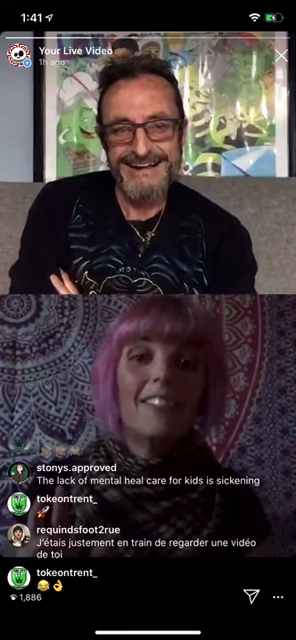 1:41
Your Live Video
1h ago
stonys.approved
The lack of mental heal care for kids is sickening
tokeontrent_
requindsfoot2rue
J'étais justement en train de regarder une vidéo
de toi
tokeontrent_
1,886